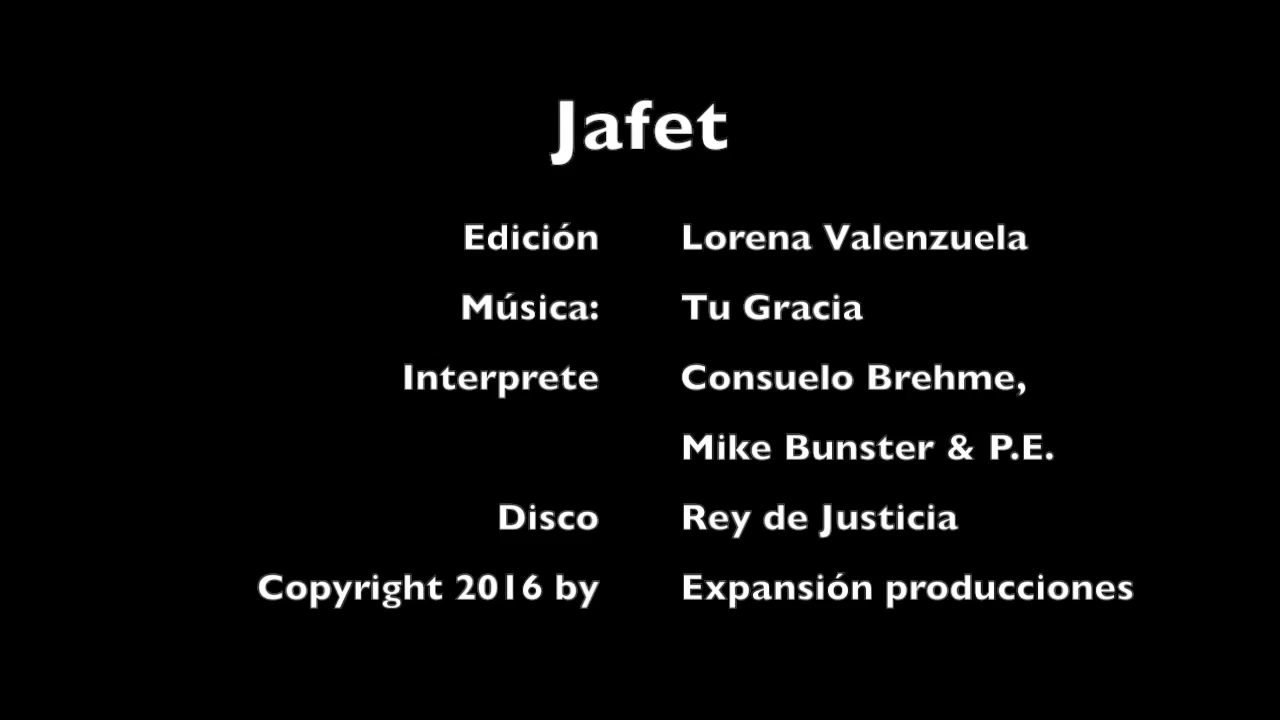 Jafet
Edición Lorena Valenzuela
Música: Tu Gracia
Interprete Consuelo Brehme,
Mike Bunster & P.E.
Disco Rey de Justicia
Copyright 2016 by Expansión producciones